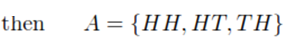 then A = {HH, HT, TH}